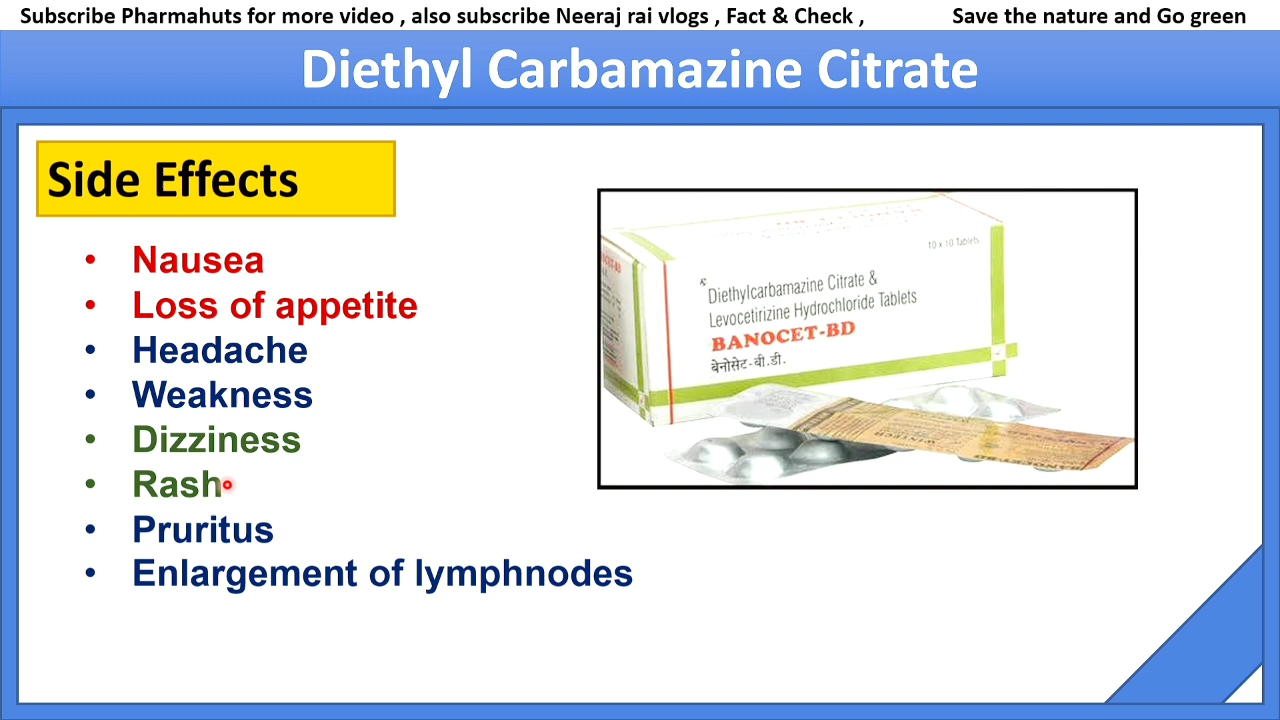 Subscribe Pharmahuts for more video , also subscribe Neeraj rai vlogs , Fact & Check , Save the nature and Go green
Diethyl Carbamazine Citrate
Side Effects
• Nausea
• Loss of appetite
• Headache
• Weakness
• Dizziness
• Rash
• Pruritus
• Enlargement of lymphnodes
10 x 10 Tablets
Diethylcarbamazine Citrate &
Levocetirizine Hydrochloride Tablets
BANOCET-BD
बेनोसेट-बी.डी.